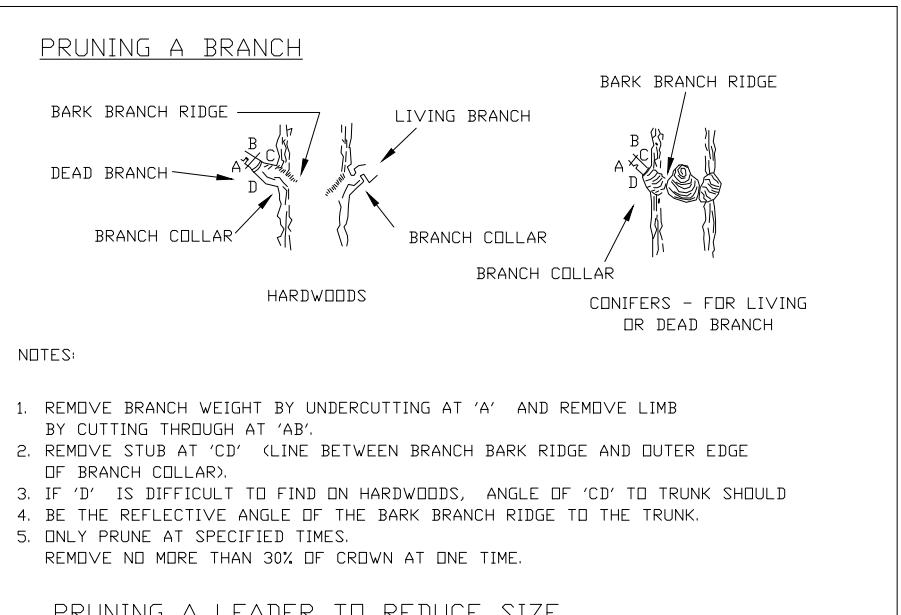 PRUNING A BRANCH
BARK BRANCH RIDGE
BARK BRANCH RIDGE
LIVING BRANCH
B
C
A
DEAD BRANCH
D
B
C
A
D
BRANCH COLLAR
BRANCH COLLAR
BRANCH COLLAR
HARDWOODS
CONIFERS - FOR LIVING
OR DEAD BRANCH
NOTES:
1. REMOVE BRANCH WEIGHT BY UNDERCUTTING AT 'A' AND REMOVE LIMB
BY CUTTING THROUGH AT 'AB'.
2. REMOVE STUB AT 'CD' (LINE BETWEEN BRANCH BARK RIDGE AND OUTER EDGE
OF BRANCH COLLAR).
3. IF 'D' IS DIFFICULT TO FIND ON HARDWOODS, ANGLE OF 'CD' TO TRUNK SHOULD
4. BE THE REFLECTIVE ANGLE OF THE BARK BRANCH RIDGE TO THE TRUNK.
5. ONLY PRUNE AT SPECIFIED TIMES.
REMOVE NO MORE THAN 30% OF CROWN AT ONE TIME.
PRUNING A LEADER TO REDUCE SIZE